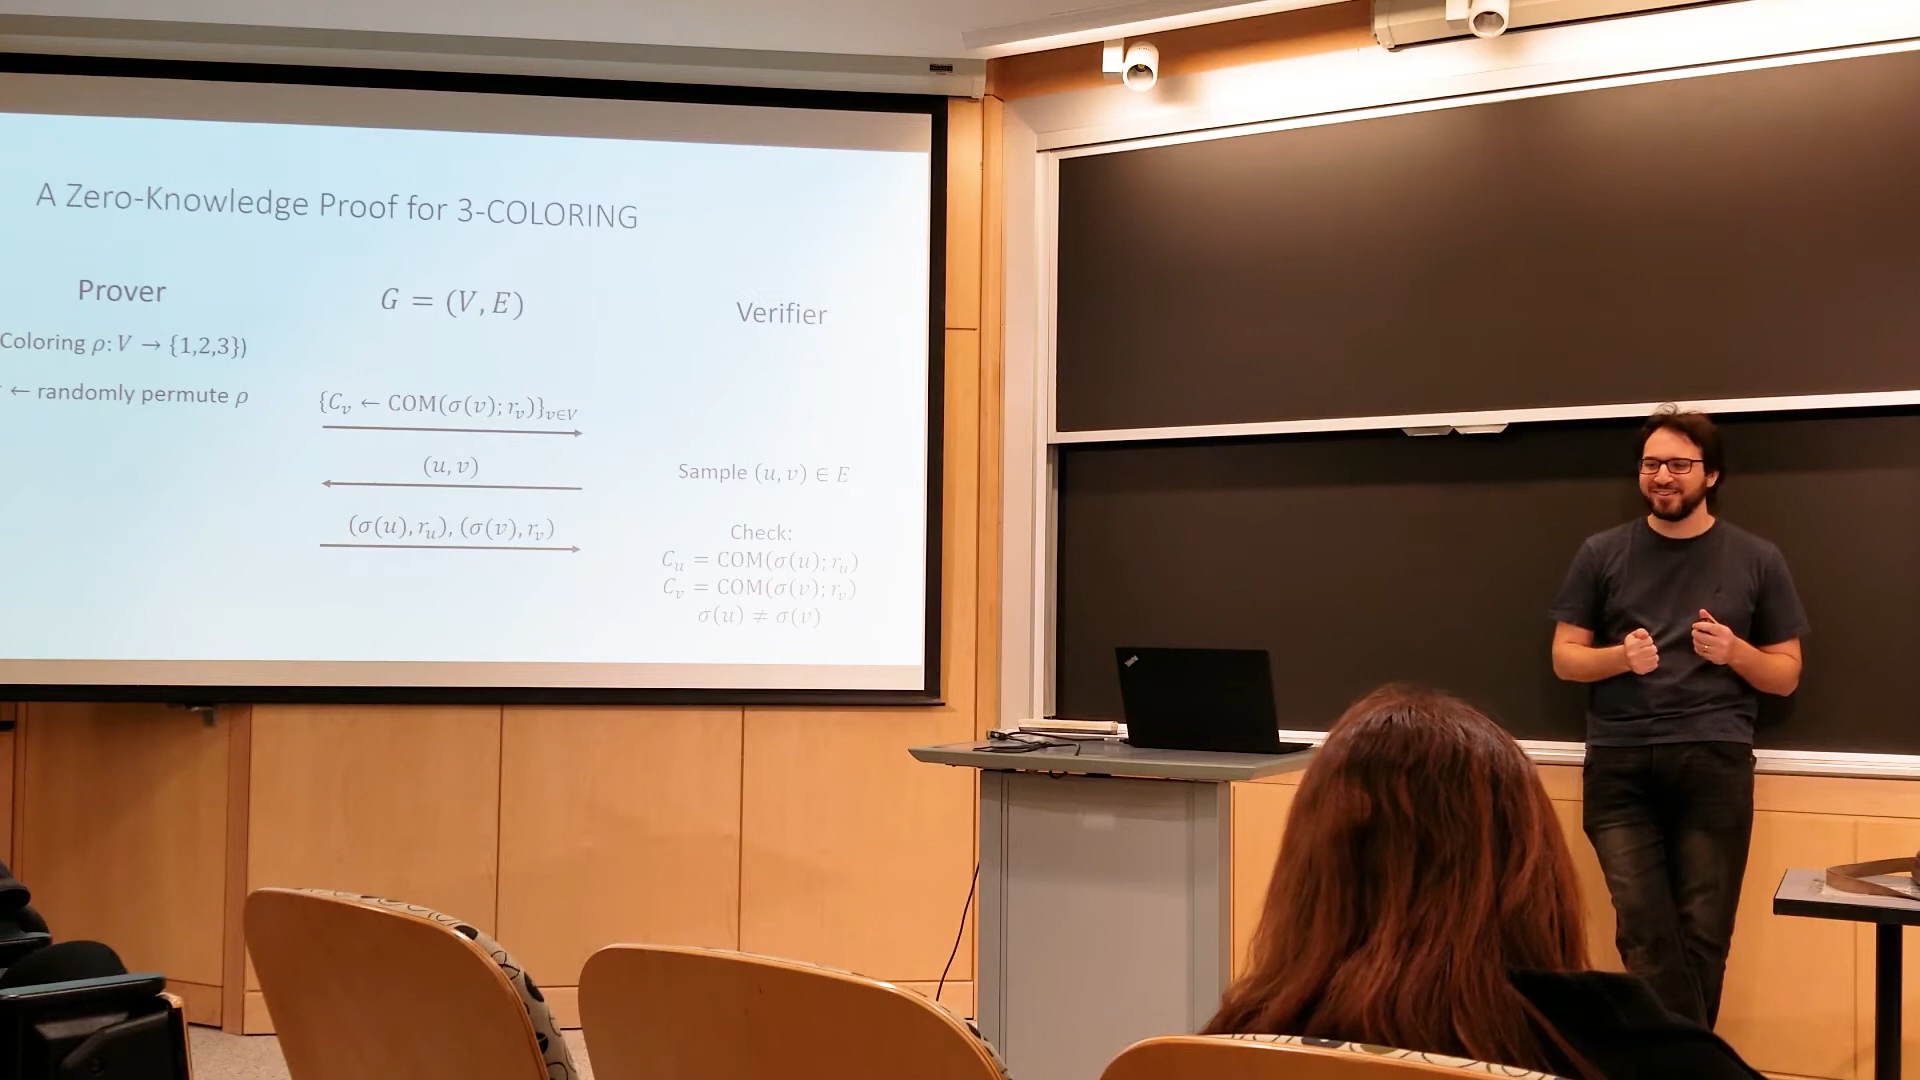 A Zero-Knowledge Proof for 3-COLORING
Prover
G = (V, E)
Verifier
Coloring ρ: V → {1,2,3})
← randomly permute ρ
{C_v ← COM(σ(v); r_v)}_{v∈V}
(u, v)
Sample (u, v) ∈ E
(σ(u), r_u), (σ(v), r_v)
Check:
C_u = COM(σ(u); r_u)
C_v = COM(σ(v); r_v)
σ(u) ≠ σ(v)